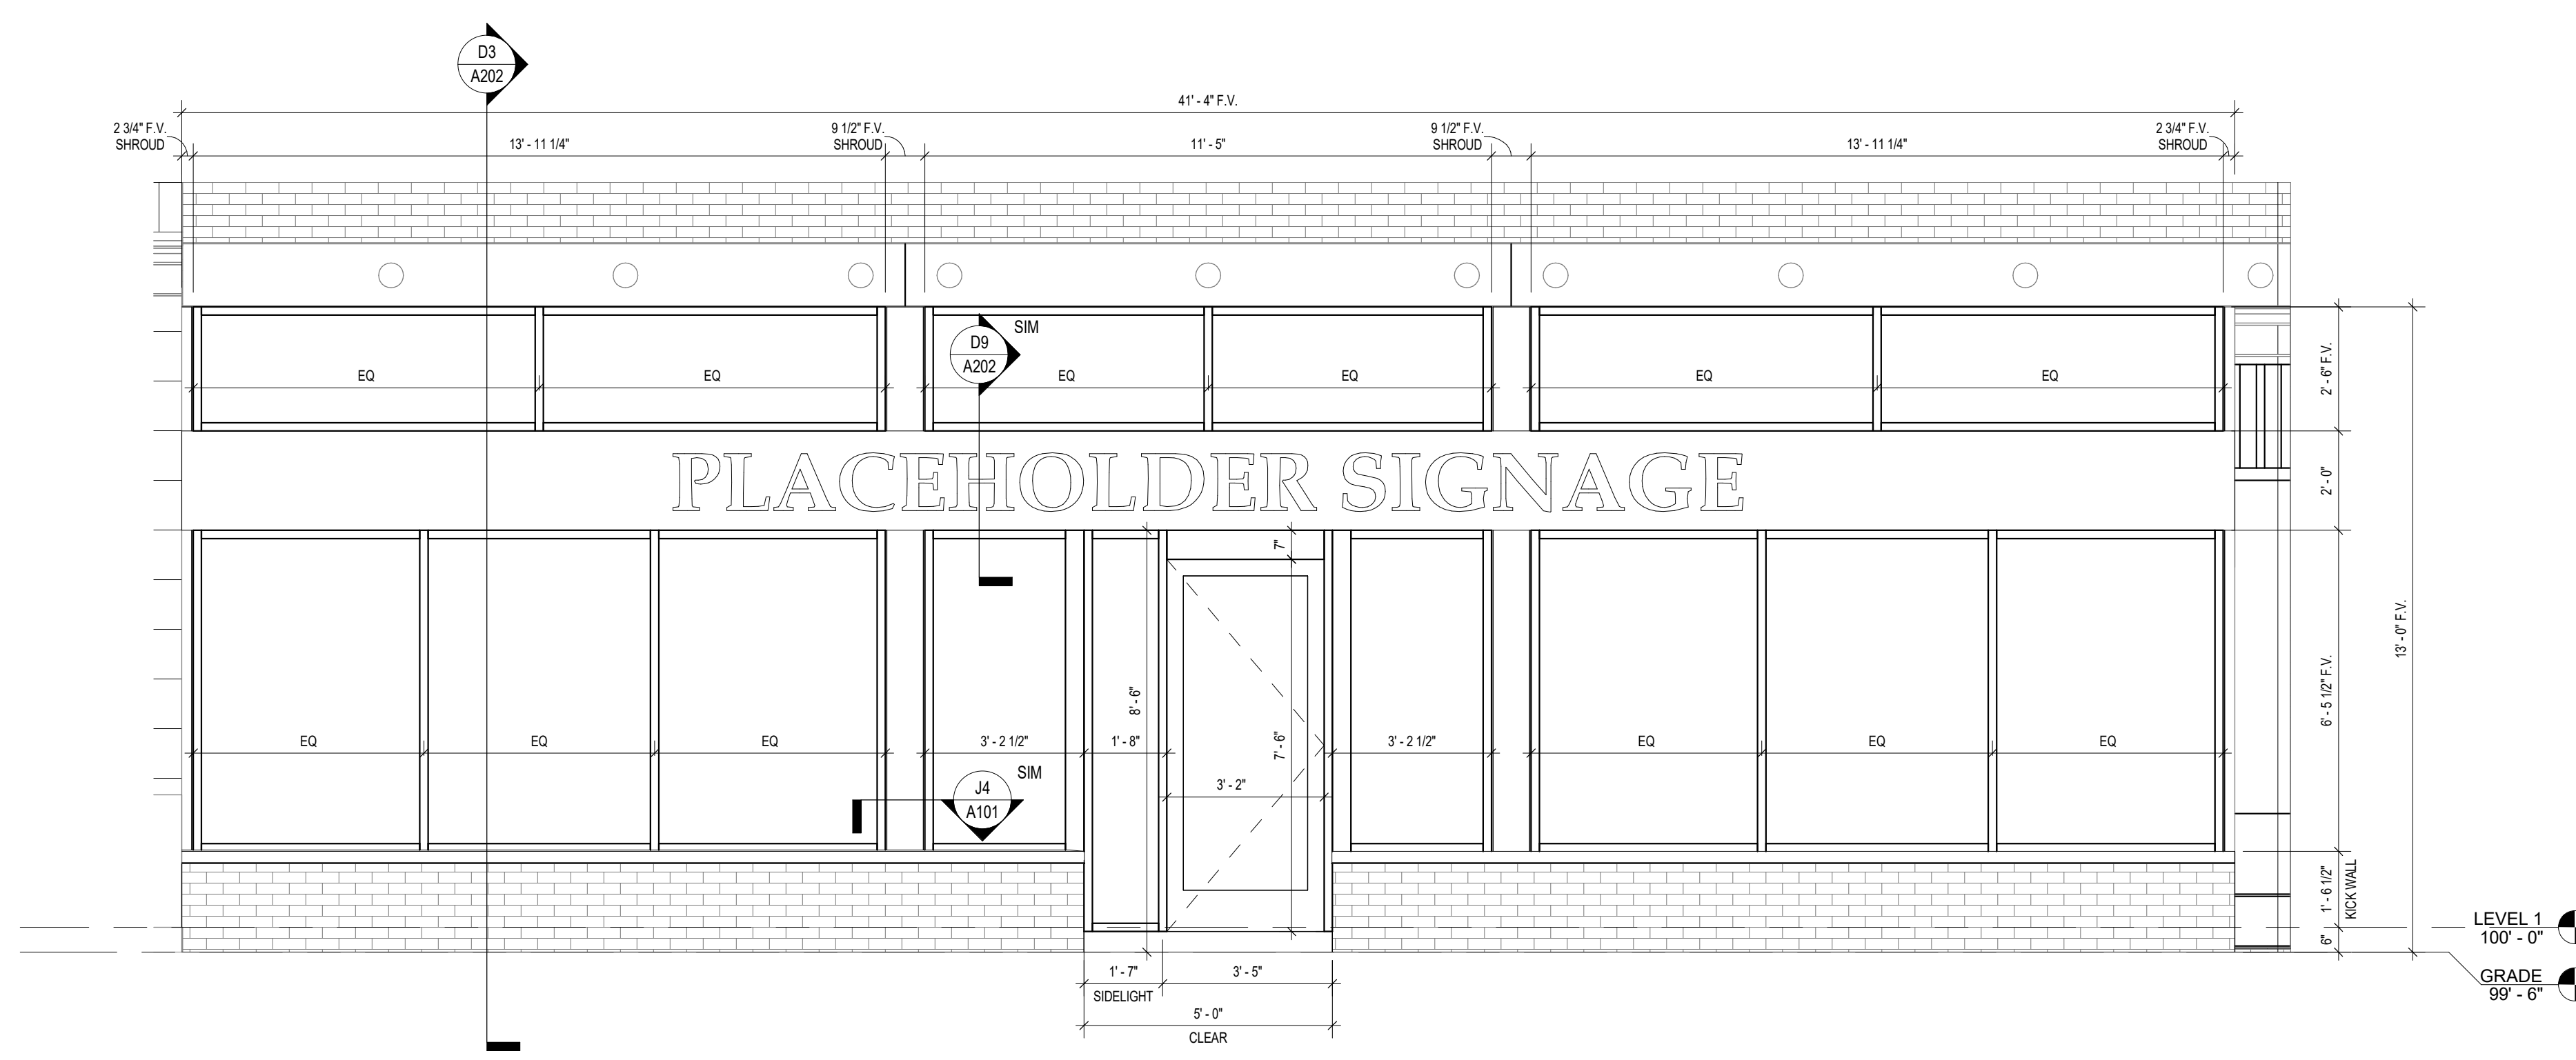 D3
A202
41' - 4" F.V.
2 3/4" F.V.
SHROUD
13' - 11 1/4"
9 1/2" F.V.
SHROUD
11' - 5"
9 1/2" F.V.
SHROUD
13' - 11 1/4"
2 3/4" F.V.
SHROUD
SIM
D9
A202
EQ
EQ
EQ
EQ
EQ
EQ
2' - 6" F.V.
PLACEHOLDER SIGNAGE
2' - 0"
7"
8' - 6"
7' - 6"
6' - 5 1/2" F.V.
13' - 0" F.V.
EQ
EQ
EQ
3' - 2 1/2"
1' - 8"
3' - 2 1/2"
EQ
EQ
EQ
SIM
J4
A101
3' - 2"
1' - 6 1/2"
KICK WALL
6"
LEVEL 1
100' - 0"
GRADE
99' - 6"
1' - 7"
SIDELIGHT
3' - 5"
5' - 0"
CLEAR